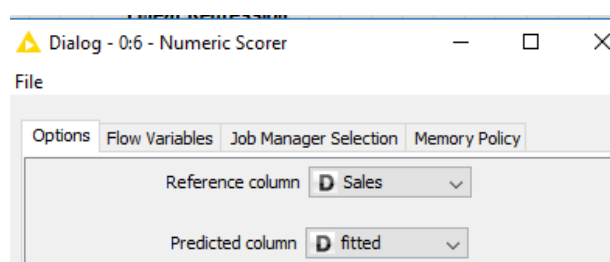 Dialog - 0:6 - Numeric Scorer
File
Options Flow Variables Job Manager Selection Memory Policy
Reference column D Sales
Predicted column D fitted